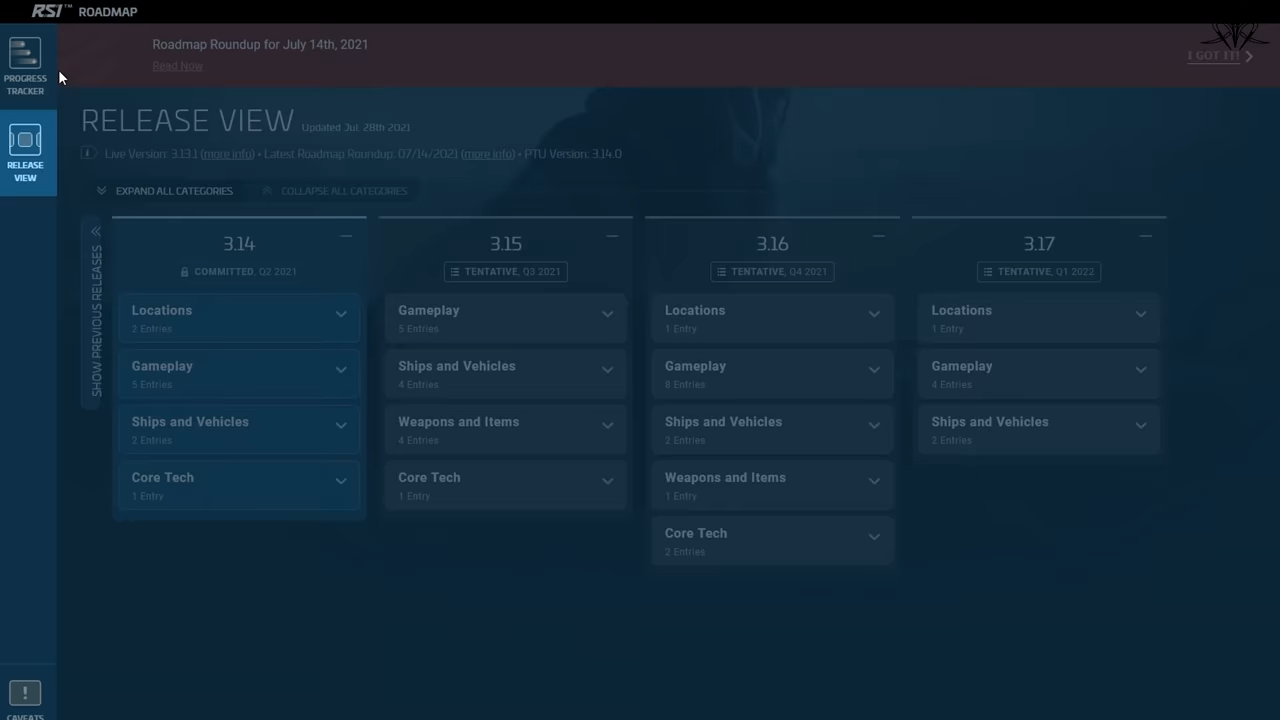 RSI™ ROADMAP
PROGRESS
TRACKER
RELEASE
VIEW
CAVEATS
Roadmap Roundup for July 14th, 2021
Read Now
I GOT IT!
RELEASE VIEW Updated Jul. 28th 2021
Live Version: 3.13.1 (more info) • Latest Roadmap Roundup: 07/14/2021 (more info) • PTU Version: 3.14.0
EXPAND ALL CATEGORIES COLLAPSE ALL CATEGORIES
SHOW PREVIOUS RELEASES
3.14
COMMITTED, Q2 2021
Locations
2 Entries
Gameplay
5 Entries
Ships and Vehicles
2 Entries
Core Tech
1 Entry
3.15
TENTATIVE, Q3 2021
Gameplay
5 Entries
Ships and Vehicles
4 Entries
Weapons and Items
4 Entries
Core Tech
1 Entry
3.16
TENTATIVE, Q4 2021
Locations
1 Entry
Gameplay
8 Entries
Ships and Vehicles
2 Entries
Weapons and Items
1 Entry
Core Tech
2 Entries
3.17
TENTATIVE, Q1 2022
Locations
1 Entry
Gameplay
4 Entries
Ships and Vehicles
2 Entries